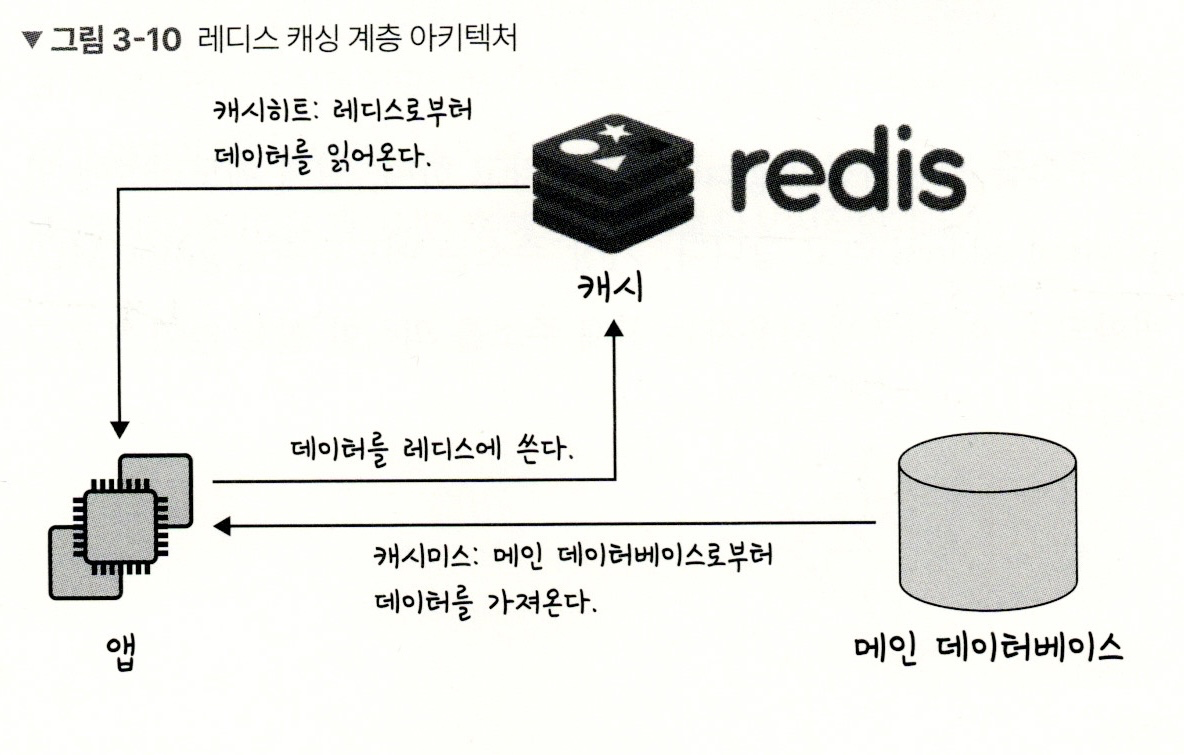 ▼ 그림 3-10 레디스 캐싱 계층 아키텍처
캐시히트: 레디스로부터
데이터를 읽어온다.
redis
캐시
데이터를 레디스에 쓴다.
캐시미스: 메인 데이터베이스로부터
데이터를 가져온다.
앱
메인 데이터베이스